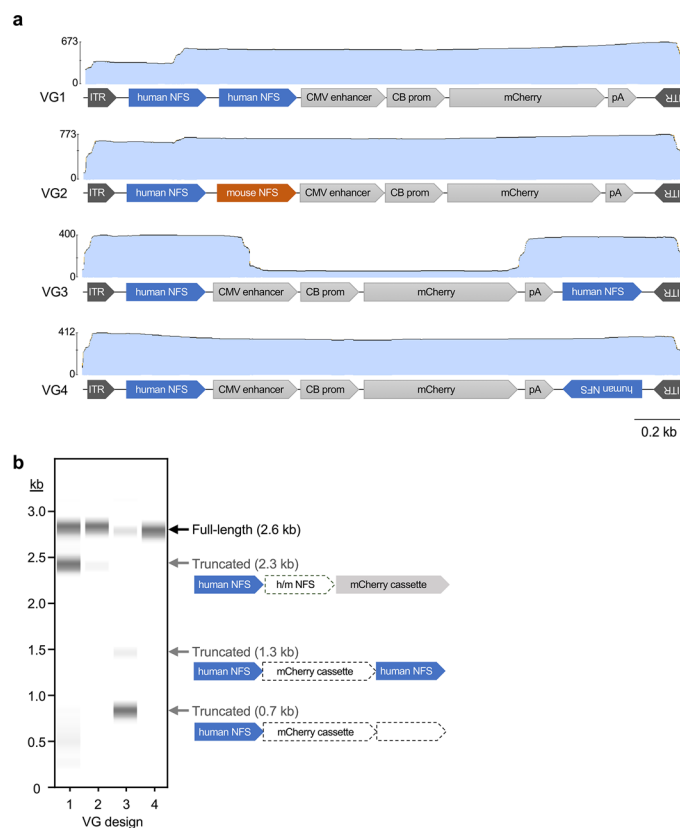 a
673
0
VG1
ITR
human NFS
human NFS
CMV enhancer
CB prom
mCherry
pA
ITR
773
0
VG2
ITR
human NFS
mouse NFS
CMV enhancer
CB prom
mCherry
pA
ITR
400
0
VG3
ITR
human NFS
CMV enhancer
CB prom
mCherry
pA
human NFS
ITR
412
0
VG4
ITR
human NFS
CMV enhancer
CB prom
mCherry
pA
human NFS
ITR
0.2 kb
b
kb
3.0
2.5
2.0
1.5
1.0
0.5
0
1 2 3 4
VG design
Full-length (2.6 kb)
Truncated (2.3 kb)
human NFS
h/m NFS
mCherry cassette
Truncated (1.3 kb)
human NFS
mCherry cassette
human NFS
Truncated (0.7 kb)
human NFS
mCherry cassette